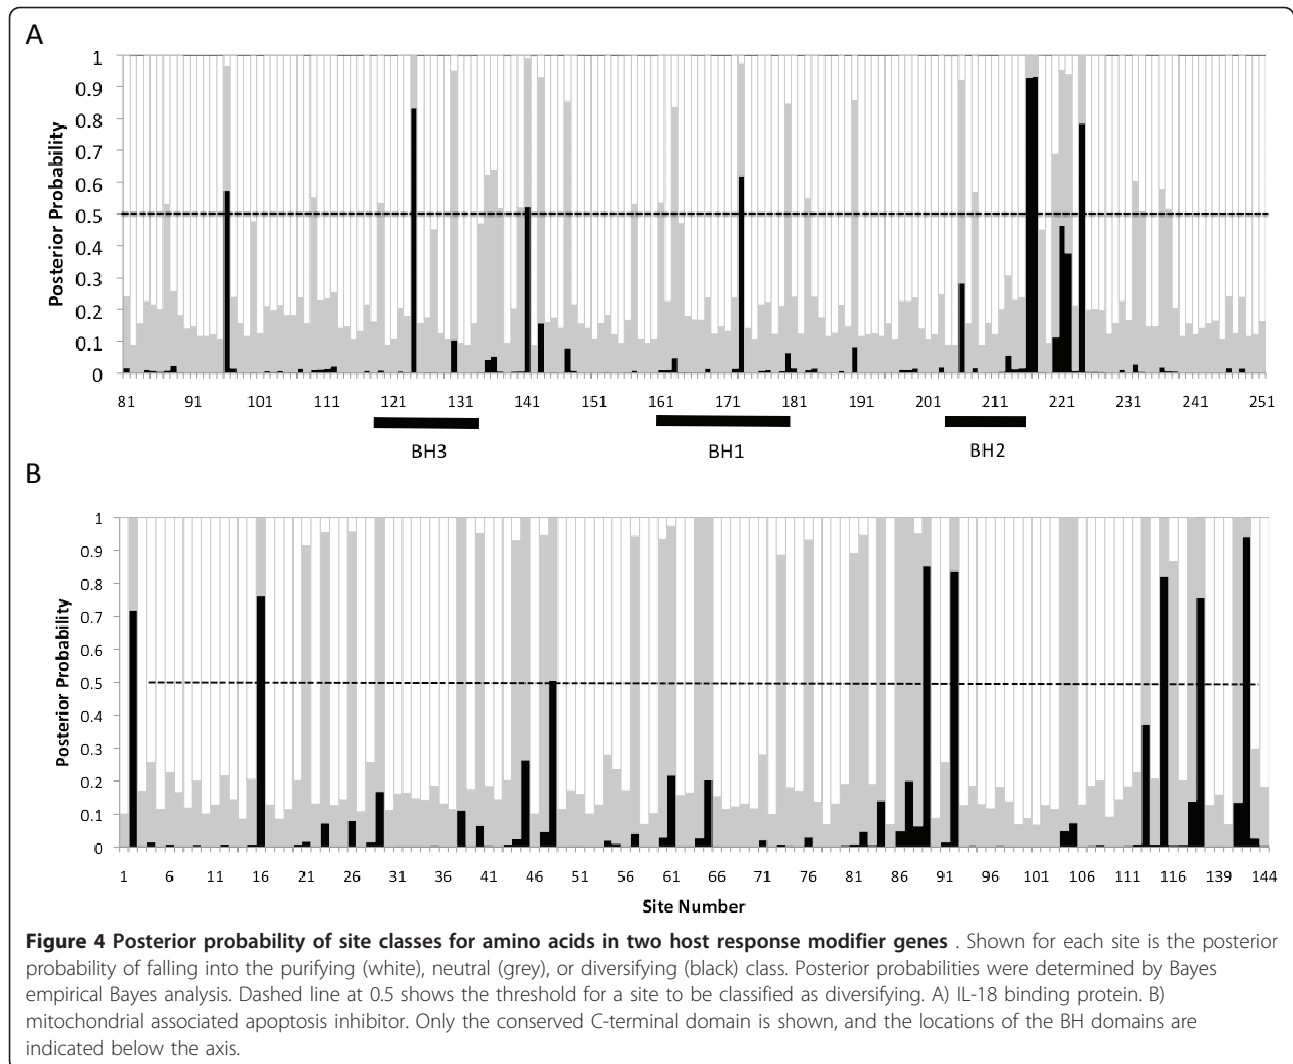 A
1
0.9
0.8
0.7
0.6
0.5
0.4
0.3
0.2
0.1
0
Posterior Probability
81 91 101 111 121 131 141 151 161 171 181 191 201 211 221 231 241 251
BH3 BH1 BH2
B
1
0.9
0.8
0.7
0.6
0.5
0.4
0.3
0.2
0.1
0
Posterior Probability
1 6 11 16 21 26 31 36 41 46 51 56 61 66 71 76 81 86 91 96 101 106 111 116 139 144
Site Number
Figure 4 Posterior probability of site classes for amino acids in two host response modifier genes . Shown for each site is the posterior
probability of falling into the purifying (white), neutral (grey), or diversifying (black) class. Posterior probabilities were determined by Bayes
empirical Bayes analysis. Dashed line at 0.5 shows the threshold for a site to be classified as diversifying. A) IL-18 binding protein. B)
mitochondrial associated apoptosis inhibitor. Only the conserved C-terminal domain is shown, and the locations of the BH domains are
indicated below the axis.